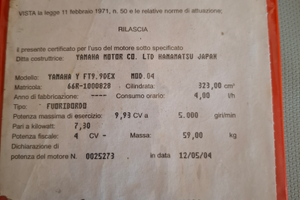 VISTA la legge 11 febbraio 1971, n. 50 e le relative norme di attuazione;
RILASCIA
il presente certificato per l'uso del motore sotto specificato
Ditta costruttrice: YAMAHA MOTOR CO. LTD HAMAMATSU JAPAN
Modello: YAMAHA Y FT9.90EX MOD.04
Matricola: 66R-1000828 Cilindrata 323,00 cm³
Anno di fabbricazione: ---- Consumo orario: 4,00 l/h
Tipo: FUORIBORDO
Potenza massima di esercizio: 9,93 CV a 5.000 giri/min
Pari a kilowatt: 7,30
Potenza fiscale: 4 CV - Massa: 59,00 kg
Dichiarazione di
potenza del motore N. 0025273 in data 12/05/04